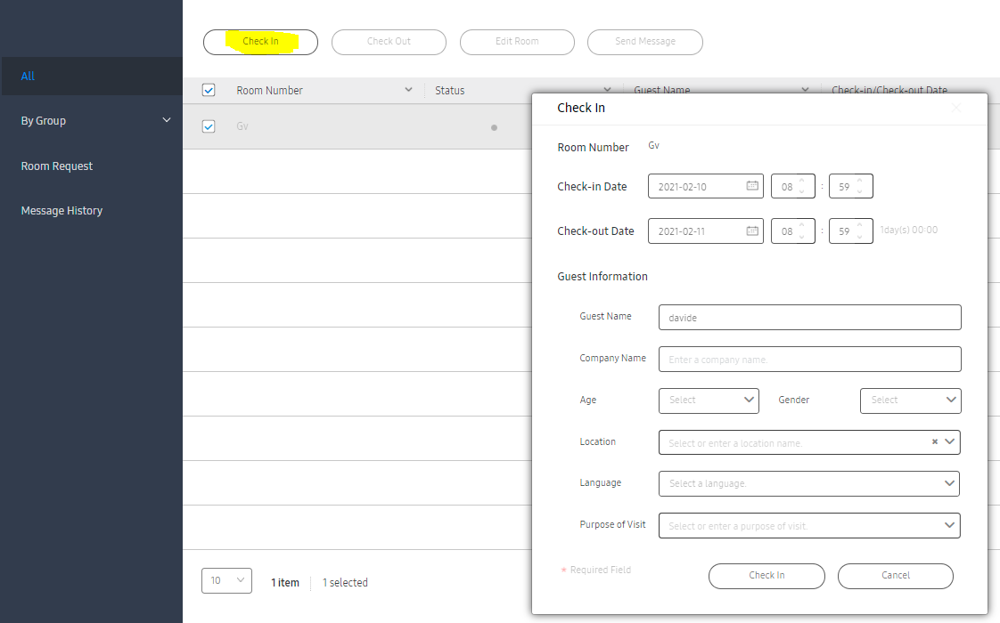 Check In Check Out Edit Room Send Message
All
By Group
Room Request
Message History
Room Number Status Guest Name Check-in/Check-out Date
Gv
Check In
Room Number Gv
Check-in Date 2021-02-10 08 : 59
Check-out Date 2021-02-11 08 : 59 1day(s) 00:00
Guest Information
Guest Name davide
Company Name Enter a company name.
Age Select Gender Select
Location Select or enter a location name.
Language Select a language.
Purpose of Visit Select or enter a purpose of visit.
* Required Field Check In Cancel
10 1 item 1 selected